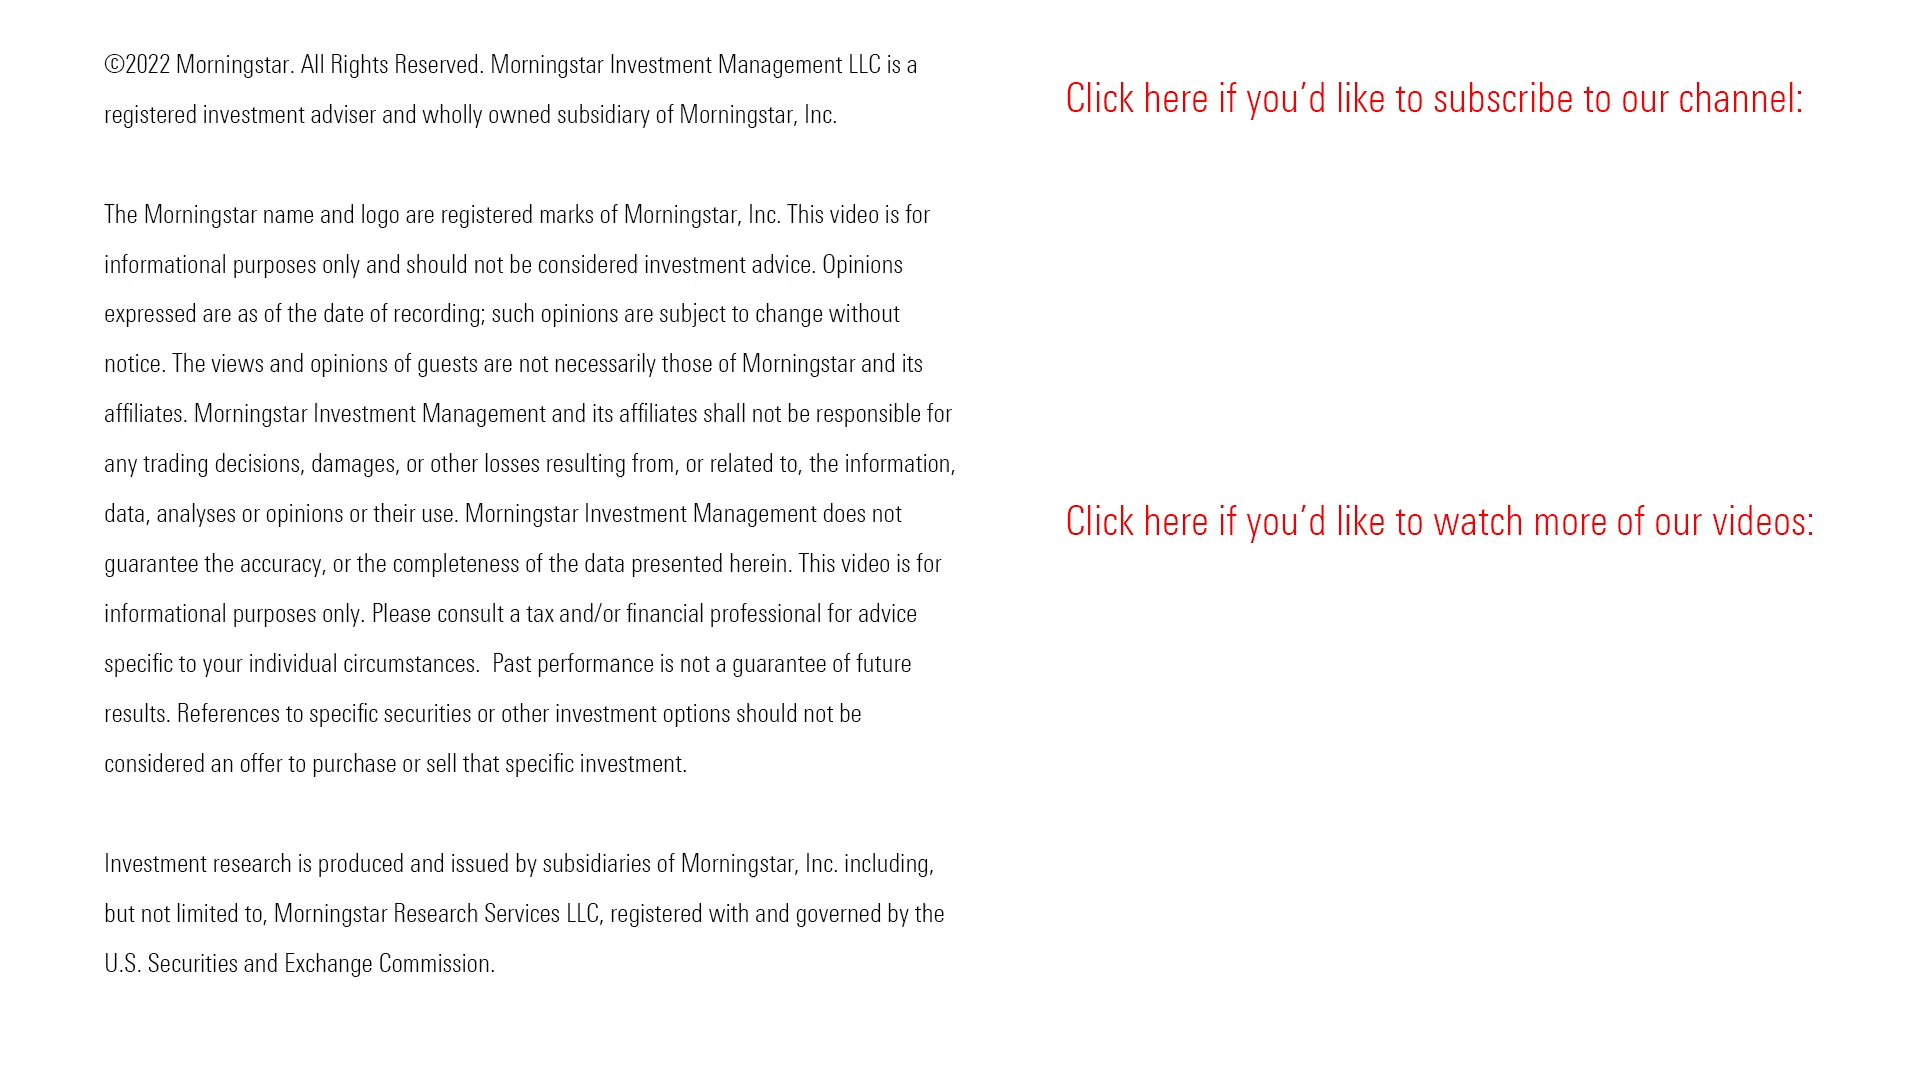 ©2022 Morningstar. All Rights Reserved. Morningstar Investment Management LLC is a
registered investment adviser and wholly owned subsidiary of Morningstar, Inc.
The Morningstar name and logo are registered marks of Morningstar, Inc. This video is for
informational purposes only and should not be considered investment advice. Opinions
expressed are as of the date of recording; such opinions are subject to change without
notice. The views and opinions of guests are not necessarily those of Morningstar and its
affiliates. Morningstar Investment Management and its affiliates shall not be responsible for
any trading decisions, damages, or other losses resulting from, or related to, the information,
data, analyses or opinions or their use. Morningstar Investment Management does not
guarantee the accuracy, or the completeness of the data presented herein. This video is for
informational purposes only. Please consult a tax and/or financial professional for advice
specific to your individual circumstances.  Past performance is not a guarantee of future
results. References to specific securities or other investment options should not be
considered an offer to purchase or sell that specific investment.
Investment research is produced and issued by subsidiaries of Morningstar, Inc. including,
but not limited to, Morningstar Research Services LLC, registered with and governed by the
U.S. Securities and Exchange Commission.
Click here if you’d like to subscribe to our channel:
Click here if you’d like to watch more of our videos: